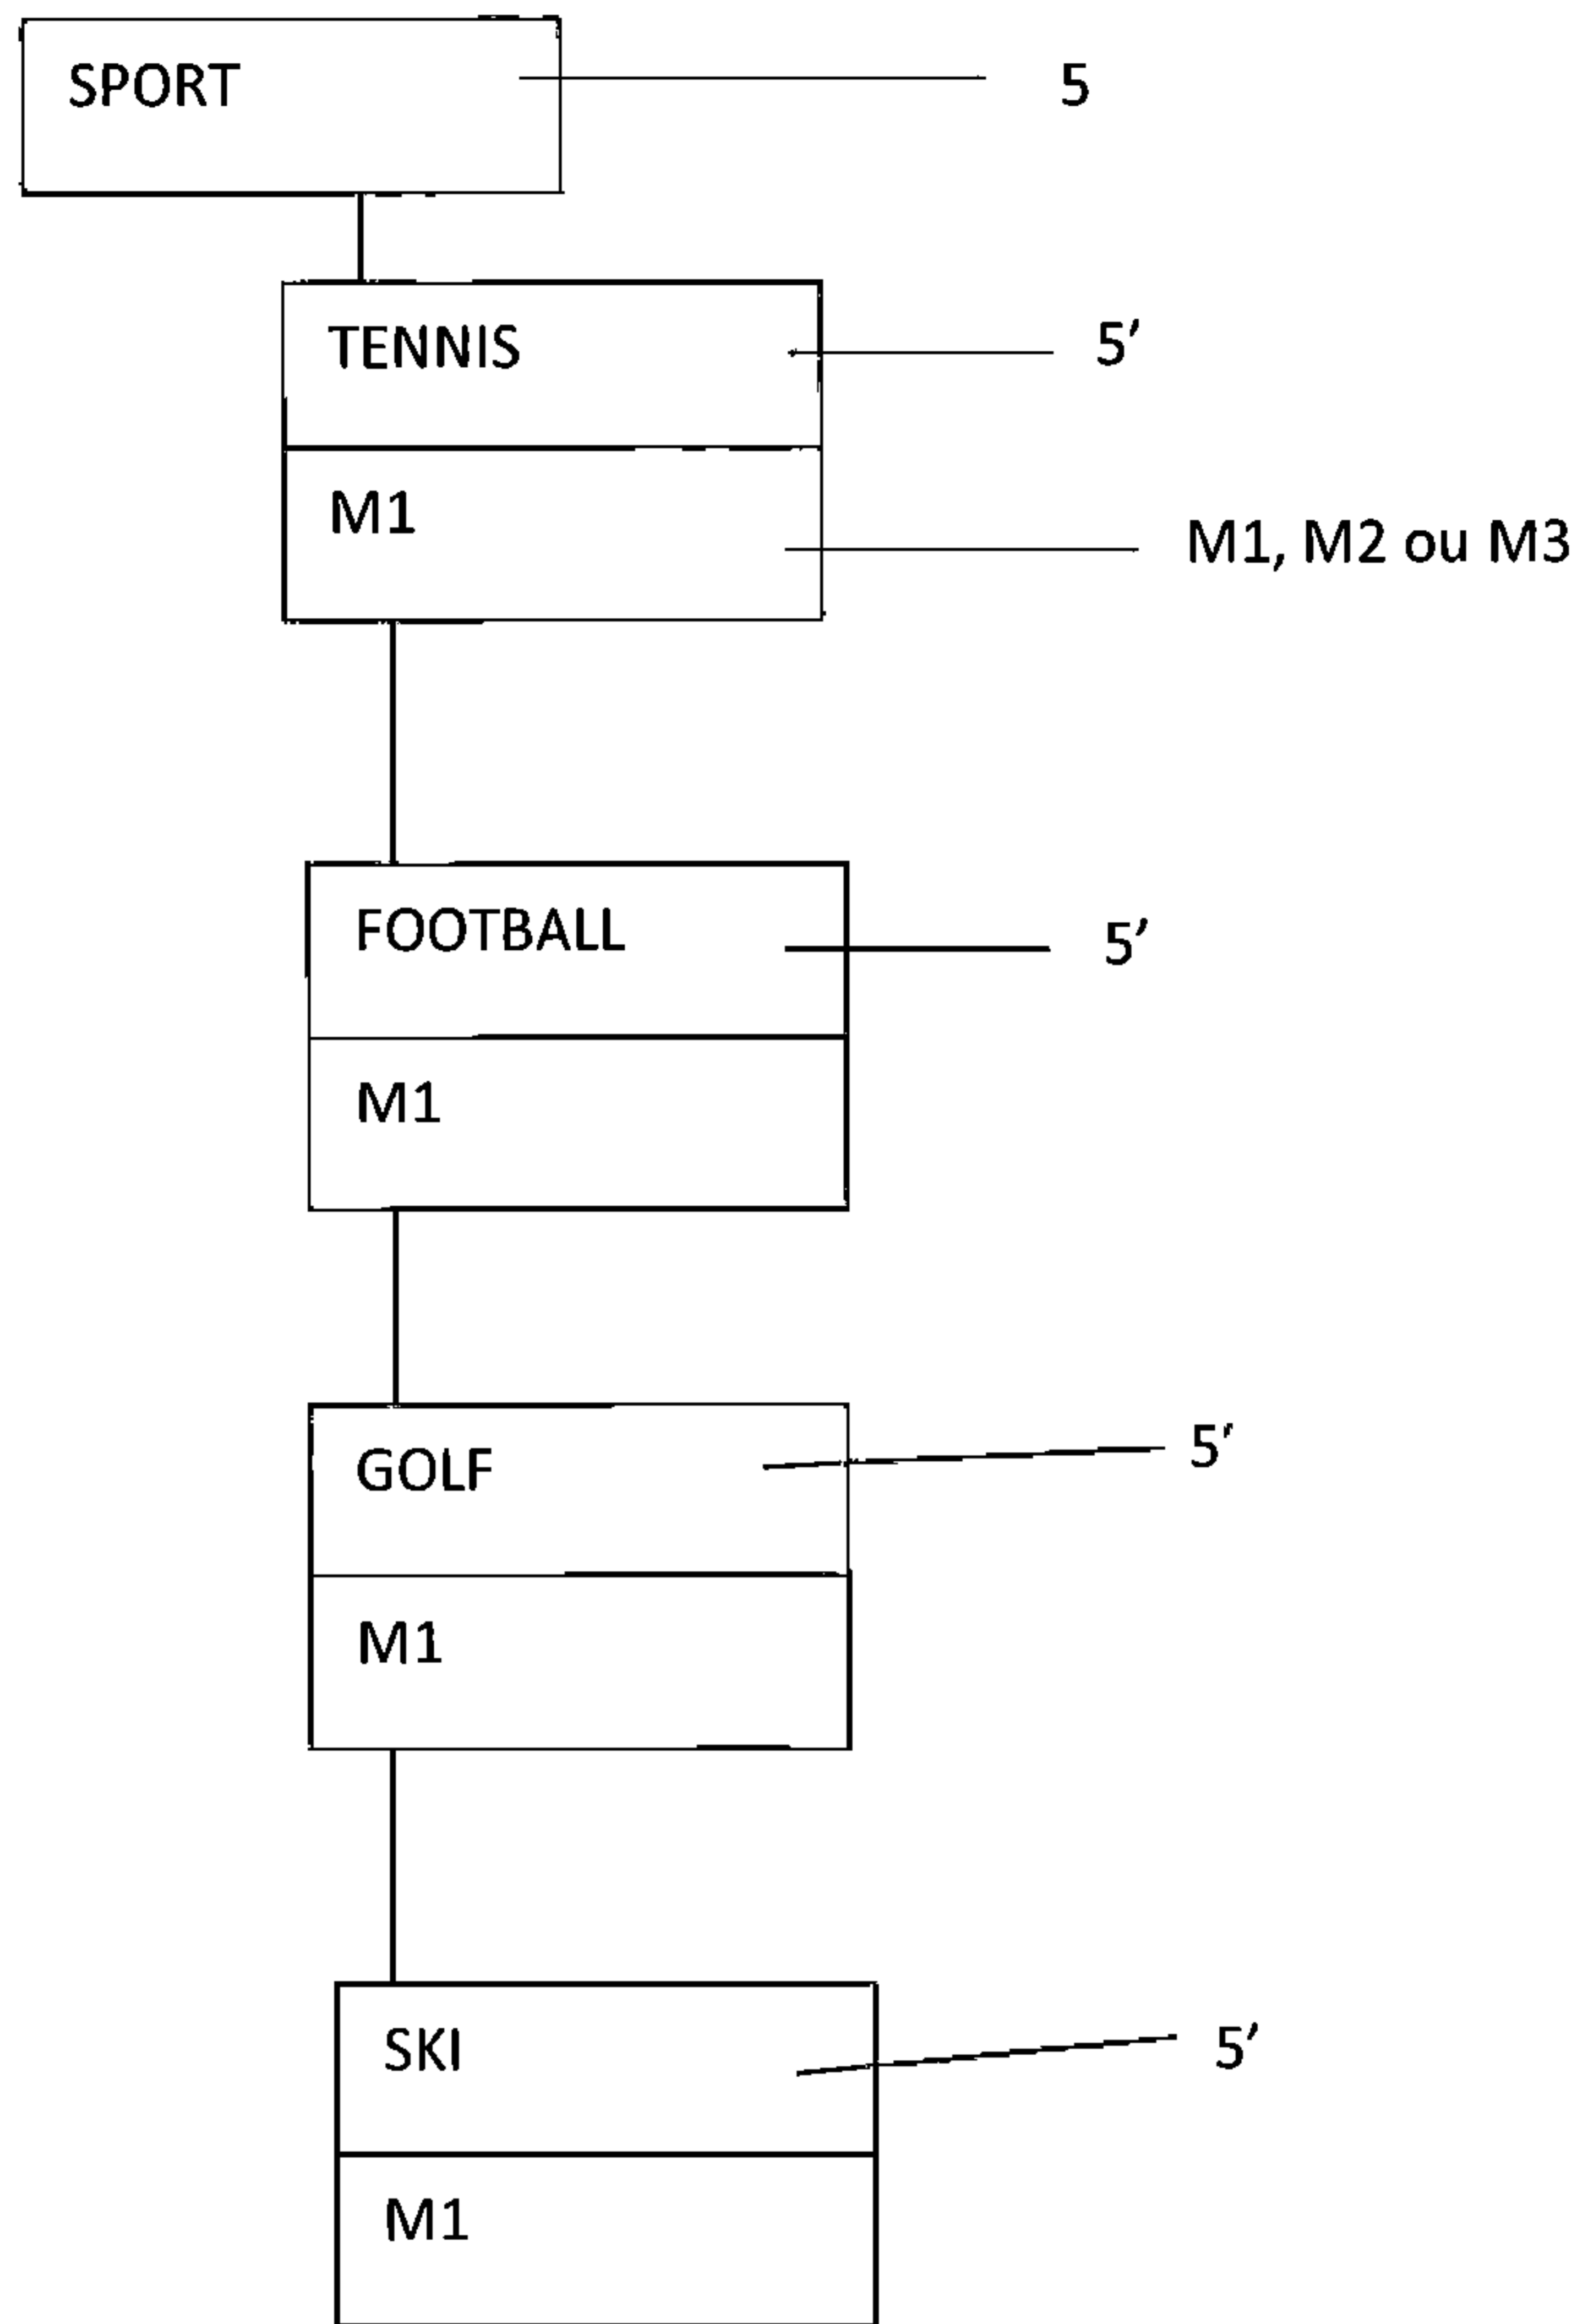 SPORT 5
TENNIS 5'
M1
M1, M2 ou M3
FOOTBALL 5'
M1
GOLF 5'
M1
SKI 5'
M1